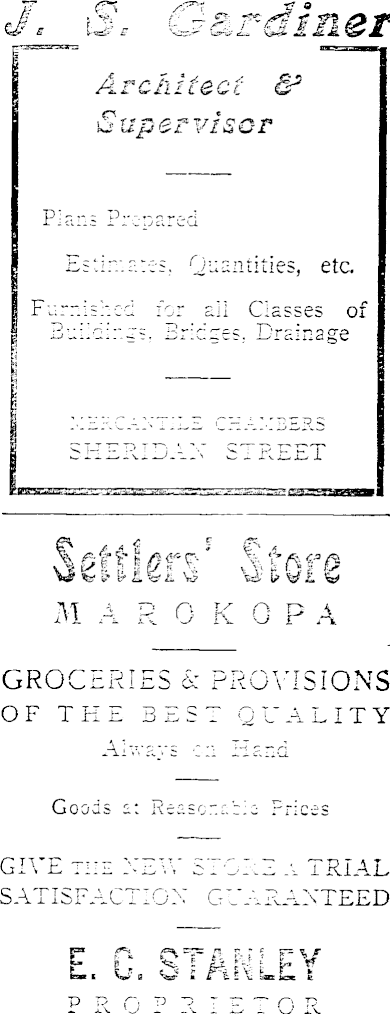 J. S. Gardiner
Architect &
Supervisor
Plans Prepared
Estimates, Quantities, etc.
Furnished for all Classes of
Buildings, Bridges, Drainage
MERCANTILE CHAMBERS
SHERIDAN STREET
Settlers' Store
MAROKOPA
GROCERIES & PROVISIONS
OF THE BEST QUALITY
Always on Hand
Goods at Reasonable Prices
GIVE THE NEW STORE A TRIAL
SATISFACTION GUARANTEED
E. C. STANLEY
PROPRIETOR